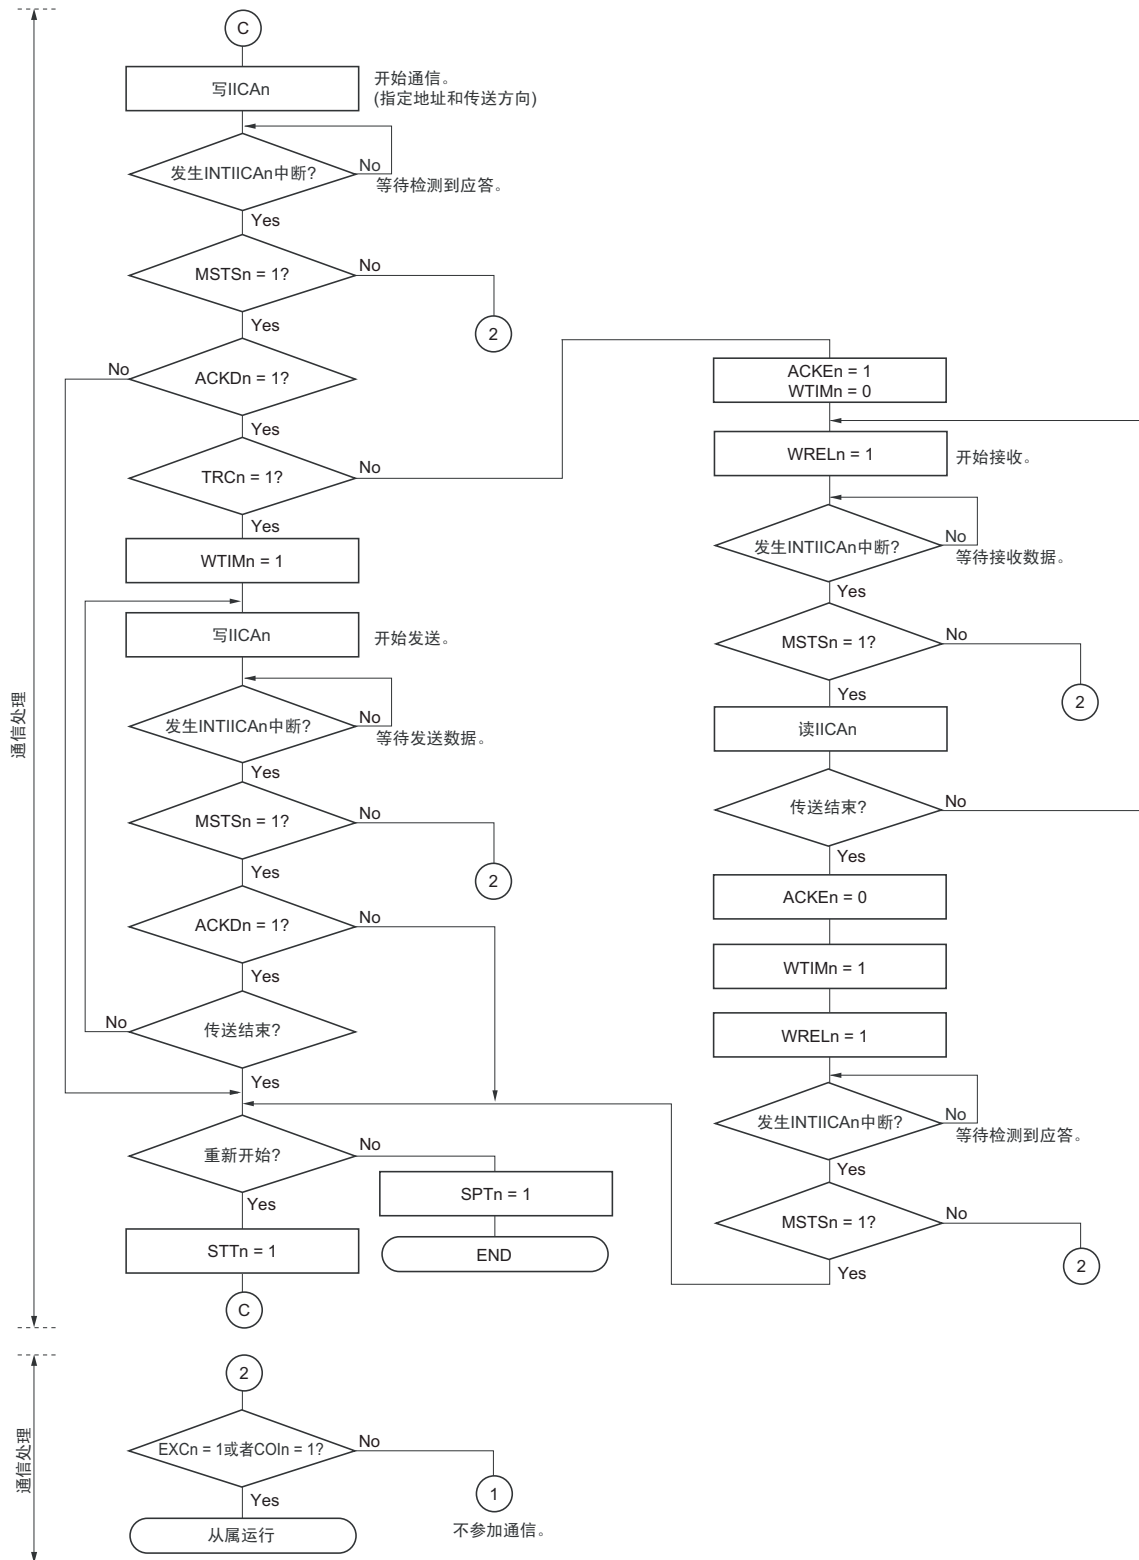 C
写IICAn
开始通信。
(指定地址和传送方向)
发生INTIICAn中断?
No
等待检测到应答。
Yes
MSTSn = 1?
No
2
Yes
ACKDn = 1?
No
Yes
TRCn = 1?
No
Yes
WTIMn = 1
写IICAn
开始发送。
发生INTIICAn中断?
No
等待发送数据。
Yes
MSTSn = 1?
No
2
Yes
ACKDn = 1?
No
Yes
传送结束?
No
Yes
重新开始?
No
Yes
SPTn = 1
END
STTn = 1
C
ACKEn = 1
WTIMn = 0
WRELn = 1
开始接收。
发生INTIICAn中断?
No
等待接收数据。
Yes
MSTSn = 1?
No
2
Yes
读IICAn
传送结束?
No
Yes
ACKEn = 0
WTIMn = 1
WRELn = 1
发生INTIICAn中断?
No
等待检测到应答。
Yes
MSTSn = 1?
No
2
Yes
通信处理
2
EXCn = 1或者COIn = 1?
No
1
不参加通信。
Yes
从属运行
通信处理